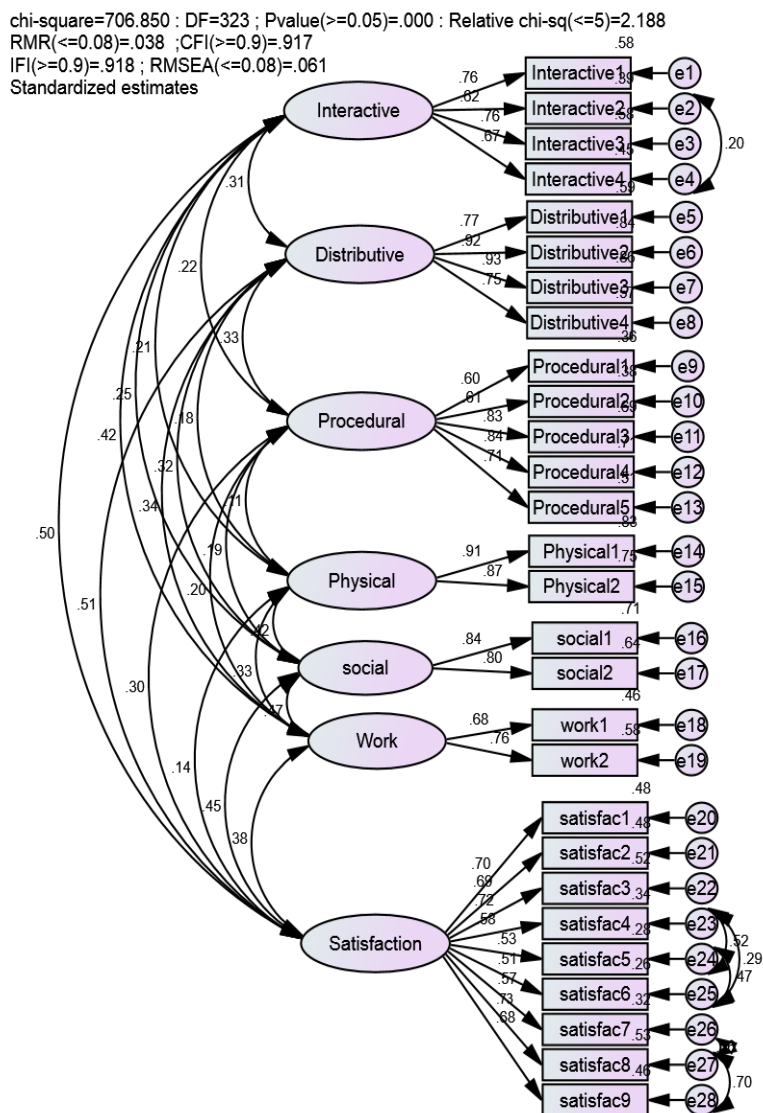 chi-square=706.850 : DF=323 ; Pvalue(>=0.05)=.000 : Relative chi-sq(<=5)=2.188
RMR(<=0.08)=.038 ;CFI(>=0.9)=.917
IFI(>=0.9)=.918 ; RMSEA(<=0.08)=.061
Standardized estimates
.58
.76 Interactive1 e1
Interactive
.62 Interactive2 e2
.76 Interactive3 e3
.20
.67 Interactive4 e4
.31
.77 Distributive1 e5
.92 Distributive2 e6
Distributive
.93 Distributive3 e7
.22
.75 Distributive4 e8
.36
.33
.21
.60 Procedural1 e9
.25
.61 Procedural2 e10
Procedural
.18
.83 Procedural3 e11
.42
.84 Procedural4 e12
.32
.71 Procedural5 e13
.34
.11
.83
.50
.19
.91 Physical1 .75 e14
Physical
.20
.87 Physical2 e15
.51
.71
.42
.84 social1 .64 e16
social
.33
.80 social2 e17
.30
.46
.47
.68 work1 .58 e18
Work
.76 work2 e19
.14
.48
.45
.70 satisfac1 .48 e20
.38
.69 satisfac2 .52 e21
.72 satisfac3 .34 e22
.58 satisfac4 .28 e23
Satisfaction
.52
.53 satisfac5 .26 e24
.29
.47
.51 satisfac6 .32 e25
.57 satisfac7 .53 e26
.73 satisfac8 .46 e27
.70
.68 satisfac9 e28